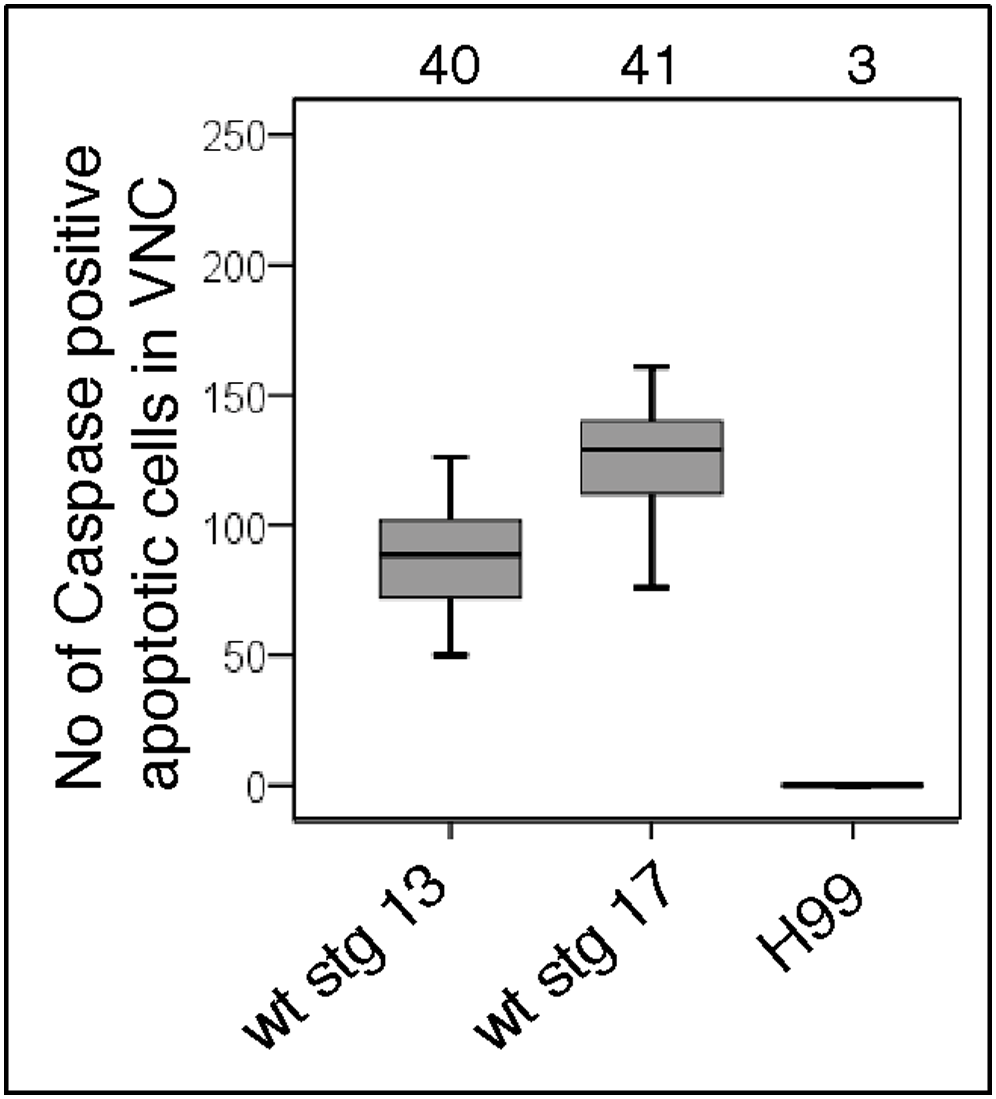 40 41 3
No of Caspase positive
apoptotic cells in VNC
250
200
150
100
50
0
wt stg 13
wt stg 17
H99